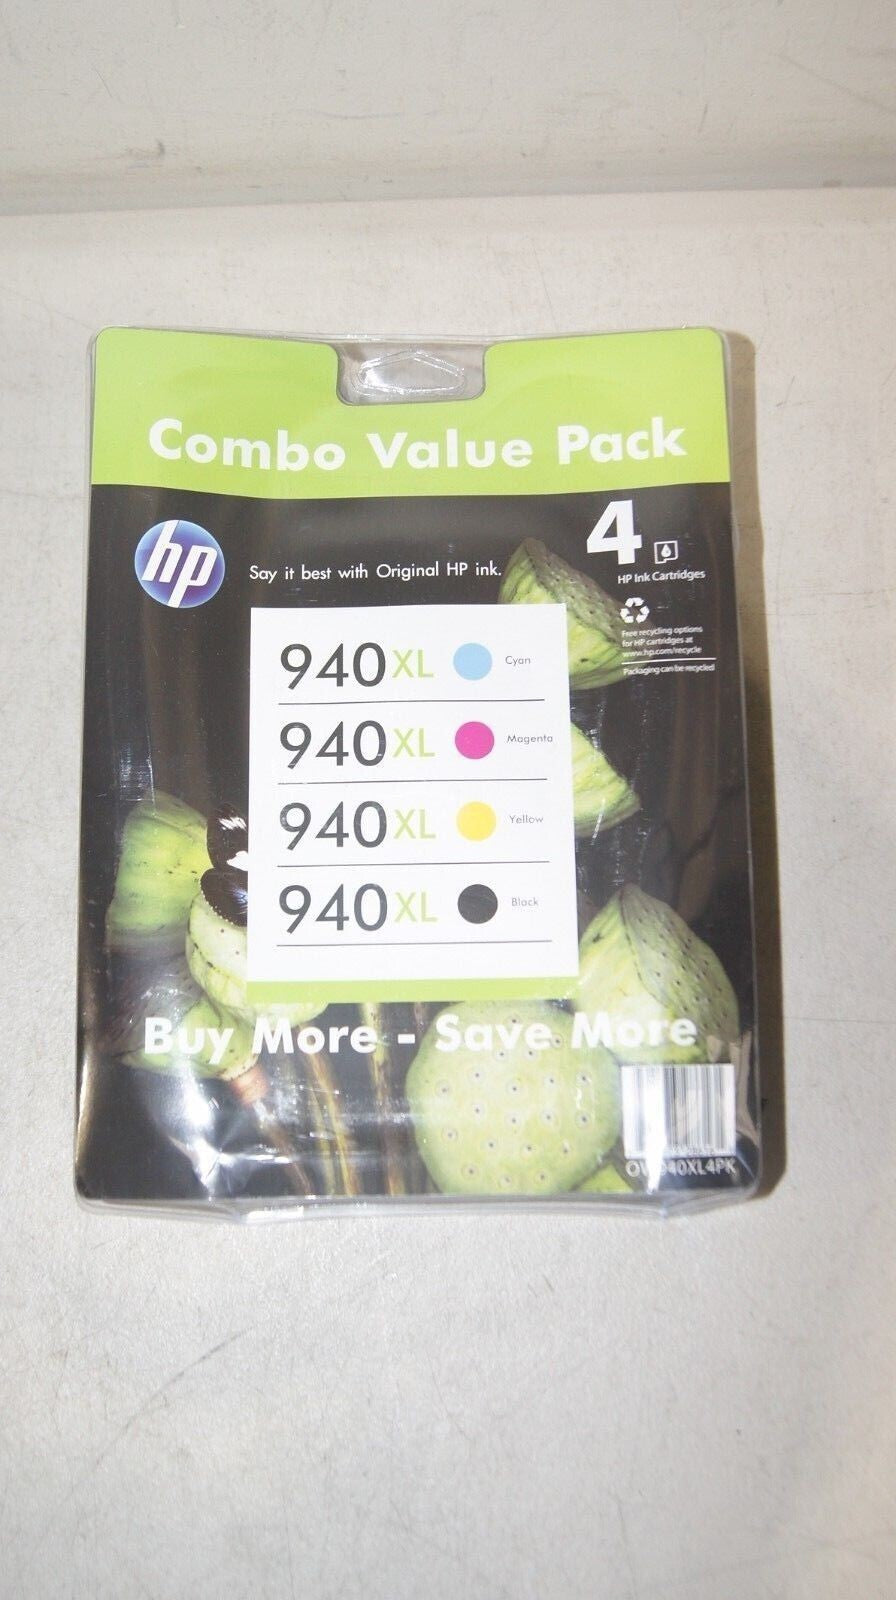 Combo Value Pack
4
hp
Say it best with Original HP ink.
HP Ink Cartridges
Free recycling options
for HP cartridges at
www.hp.com/recycle
Packaging can be recycled
940XL Cyan
940XL Magenta
940XL Yellow
940XL Black
Buy More - Save More